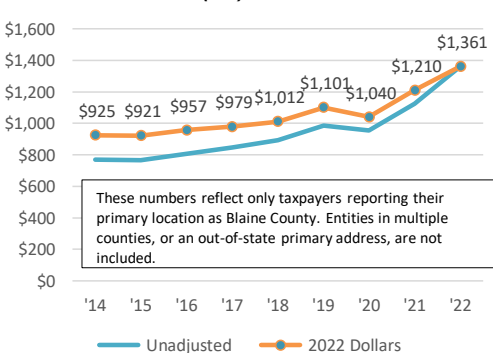 $1,600
$1,400
$1,200
$1,000
$800
$600
$400
$200
$0
$925 $921 $957 $979 $1,012 $1,101 $1,040 $1,210 $1,361
These numbers reflect only taxpayers reporting their
primary location as Blaine County. Entities in multiple
counties, or an out-of-state primary address, are not
included.
'14 '15 '16 '17 '18 '19 '20 '21 '22
Unadjusted 2022 Dollars